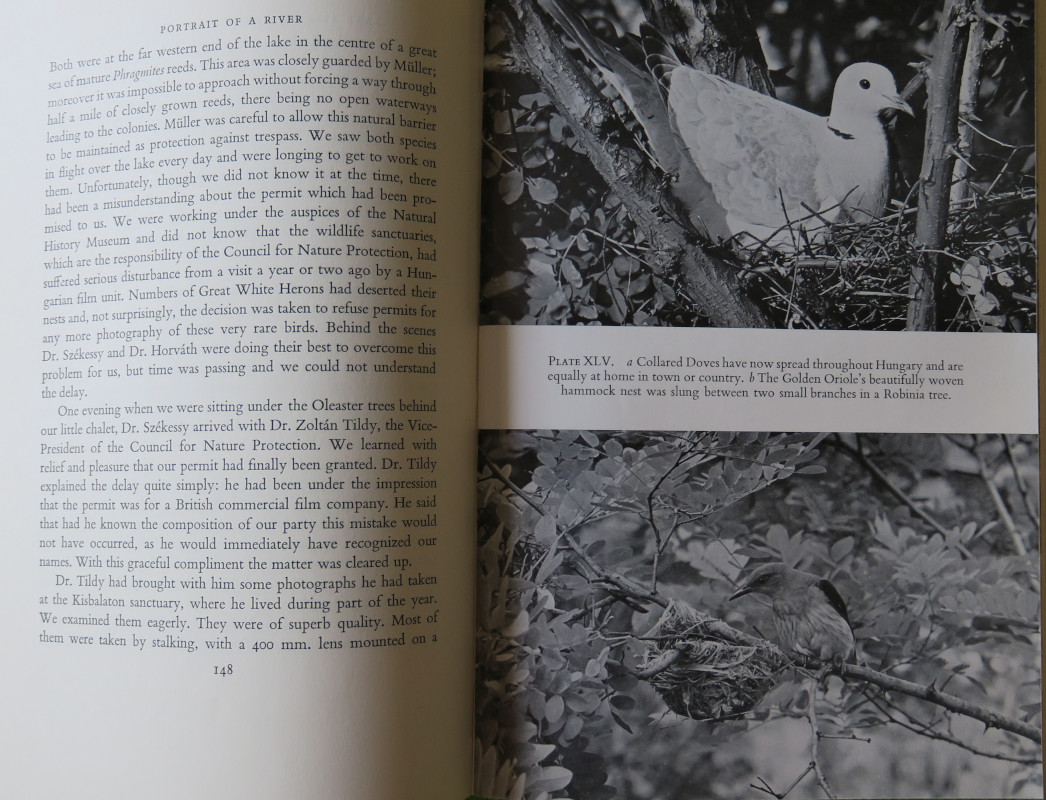 PORTRAIT OF A RIVER
Both were at the far western end of the lake in the centre of a great
sea of mature Phragmites reeds. This area was closely guarded by Müller;
moreover it was impossible to approach without forcing a way through
half a mile of closely grown reeds, there being no open waterways
leading to the colonies. Müller was careful to allow this natural barrier
to be maintained as protection against trespass. We saw both species
in flight over the lake every day and were longing to get to work on
them. Unfortunately, though we did not know it at the time, there
had been a misunderstanding about the permit which had been pro-
mised to us. We were working under the auspices of the Natural
History Museum and did not know that the wildlife sanctuaries,
which are the responsibility of the Council for Nature Protection, had
suffered serious disturbance from a visit a year or two ago by a Hun-
garian film unit. Numbers of Great White Herons had deserted their
nests and, not surprisingly, the decision was taken to refuse permits for
any more photography of these very rare birds. Behind the scenes
Dr. Székessy and Dr. Horváth were doing their best to overcome this
problem for us, but time was passing and we could not understand
the delay.
One evening when we were sitting under the Oleaster trees behind
our little chalet, Dr. Székessy arrived with Dr. Zoltán Tildy, the Vice-
President of the Council for Nature Protection. We learned with
relief and pleasure that our permit had finally been granted. Dr. Tildy
explained the delay quite simply: he had been under the impression
that the permit was for a British commercial film company. He said
that had he known the composition of our party this mistake would
not have occurred, as he would immediately have recognized our
names. With this graceful compliment the matter was cleared up.
Dr. Tildy had brought with him some photographs he had taken
at the Kisbalaton sanctuary, where he lived during part of the year.
We examined them eagerly. They were of superb quality. Most of
them were taken by stalking, with a 400 mm. lens mounted on a
148
PLATE XLV. a Collared Doves have now spread throughout Hungary and are
equally at home in town or country. b The Golden Oriole's beautifully woven
hammock nest was slung between two small branches in a Robinia tree.